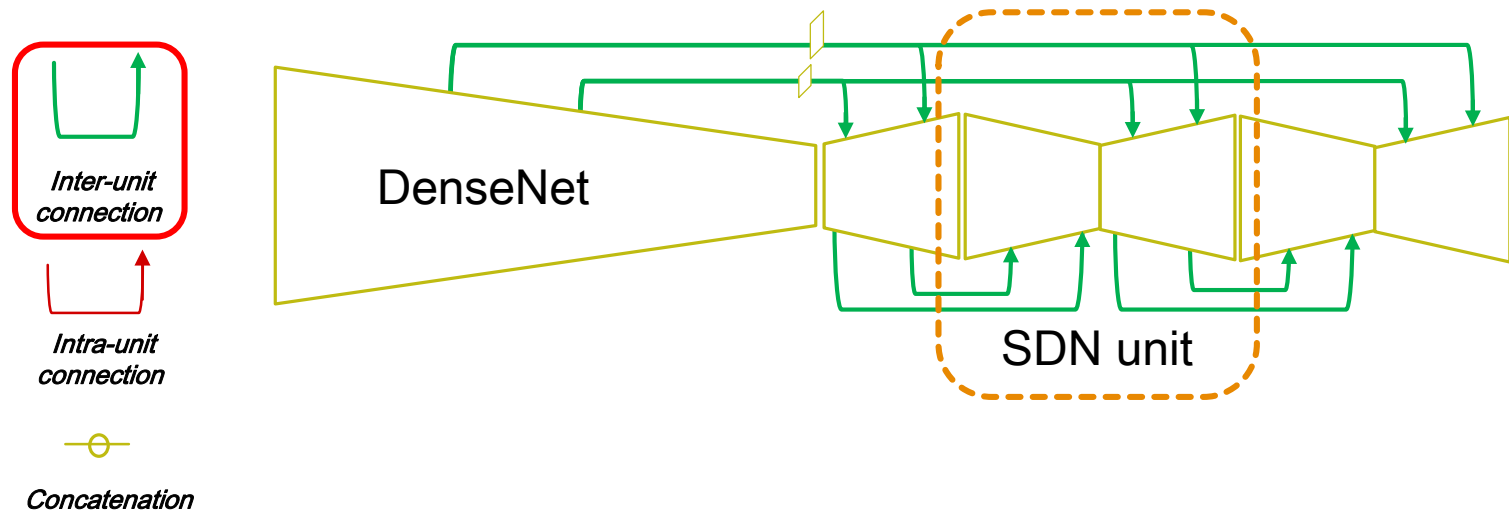 Inter-unit
connection
Intra-unit
connection
Concatenation
DenseNet
SDN unit